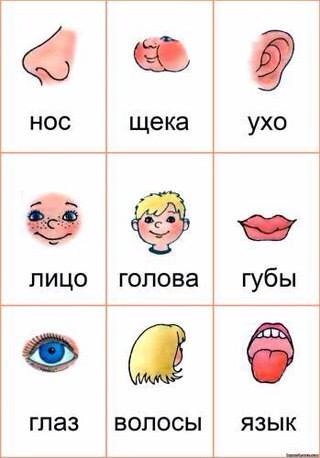 нос щека ухо
лицо голова губы
глаз волосы язык